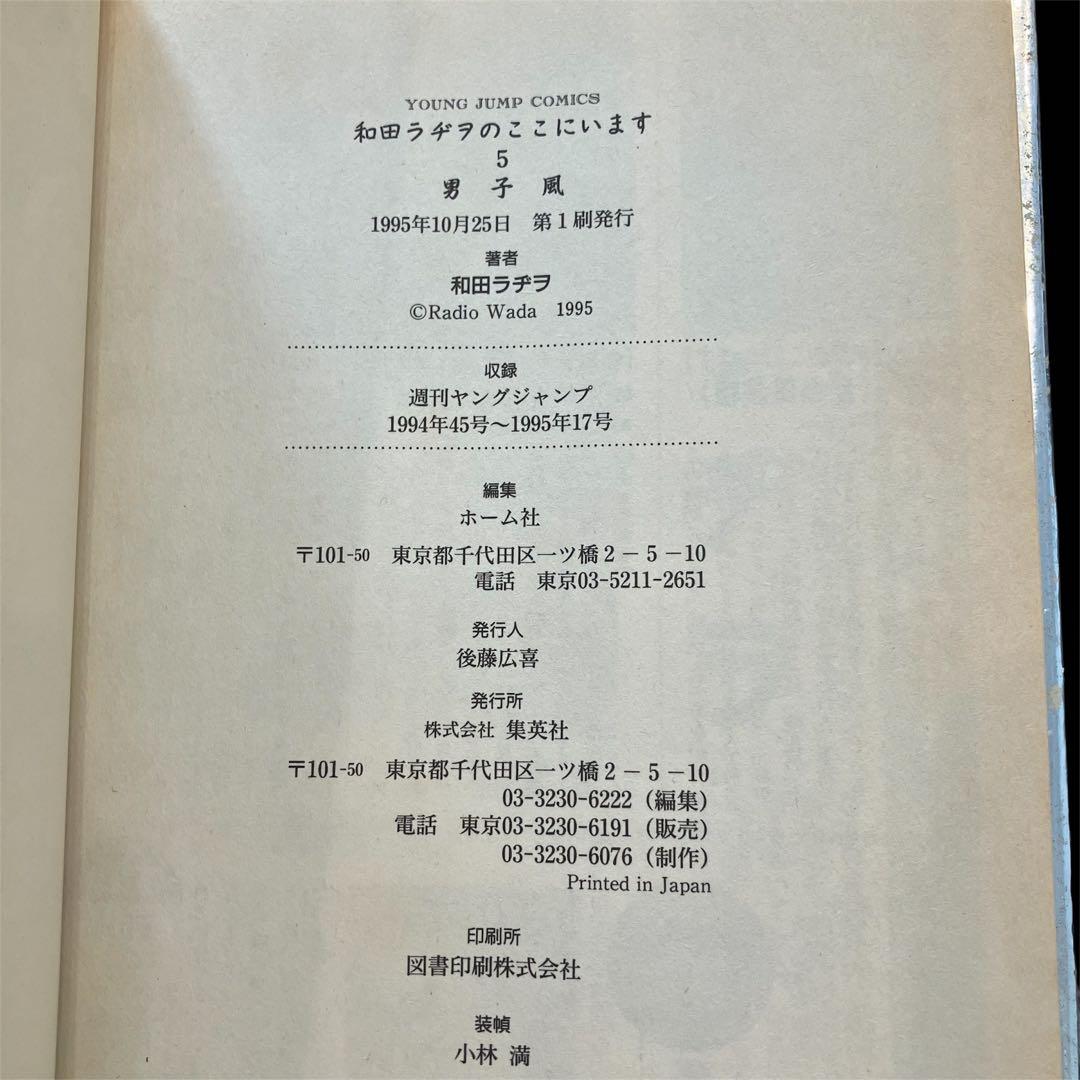 YOUNG JUMP COMICS
和田ラヂヲのここにいます
5
男子風
1995年10月25日　第1刷発行
著者
和田ラヂヲ
©Radio Wada　1995
収録
週刊ヤングジャンプ
1994年45号〜1995年17号
編集
ホーム社
〒101-50　東京都千代田区一ツ橋2－5－10
電話　東京03-5211-2651
発行人
後藤広喜
発行所
株式会社 集英社
〒101-50　東京都千代田区一ツ橋2－5－10
03-3230-6222（編集）
電話　東京03-3230-6191（販売）
03-3230-6076（制作）
Printed in Japan
印刷所
図書印刷株式会社
装幀
小林 満